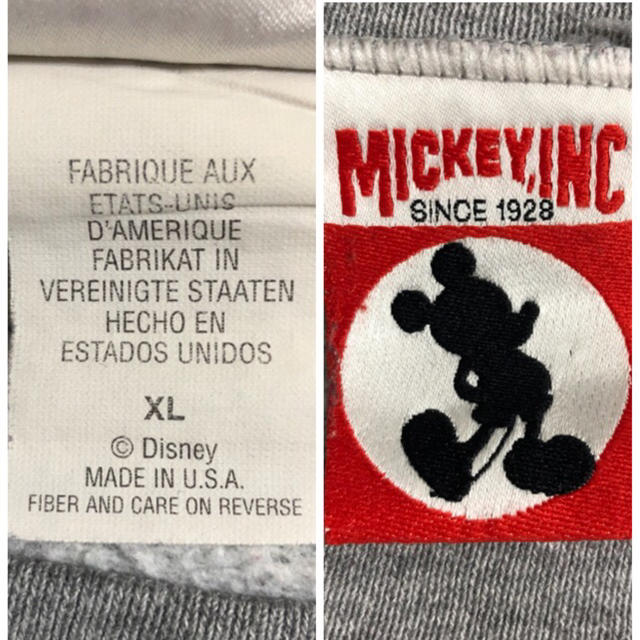 FABRIQUE AUX
ETATS-UNIS
D'AMERIQUE
FABRIKAT IN
VEREINIGTE STAATEN
HECHO EN
ESTADOS UNIDOS
XL
© Disney
MADE IN U.S.A.
FIBER AND CARE ON REVERSE
MICKEY, INC
SINCE 1928